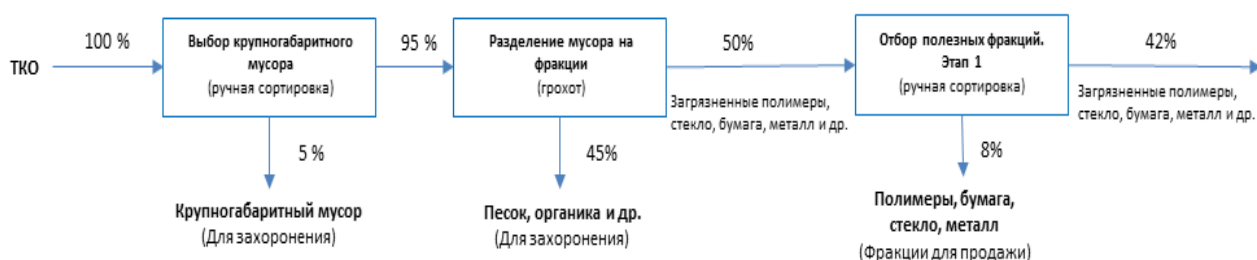 100 %
Выбор крупногабаритного
мусора
(ручная сортировка)
95 %
Разделение мусора на
фракции
(грохот)
50%
Отбор полезных фракций.
Этап 1
(ручная сортировка)
42%
ТКО
Загрязненные полимеры,
стекло, бумага, металл и др.
Загрязненные полимеры,
стекло, бумага, металл и др.
5 %
45%
8%
Крупногабаритный мусор
(Для захоронения)
Песок, органика и др.
(Для захоронения)
Полимеры, бумага,
стекло, металл
(Фракции для продажи)